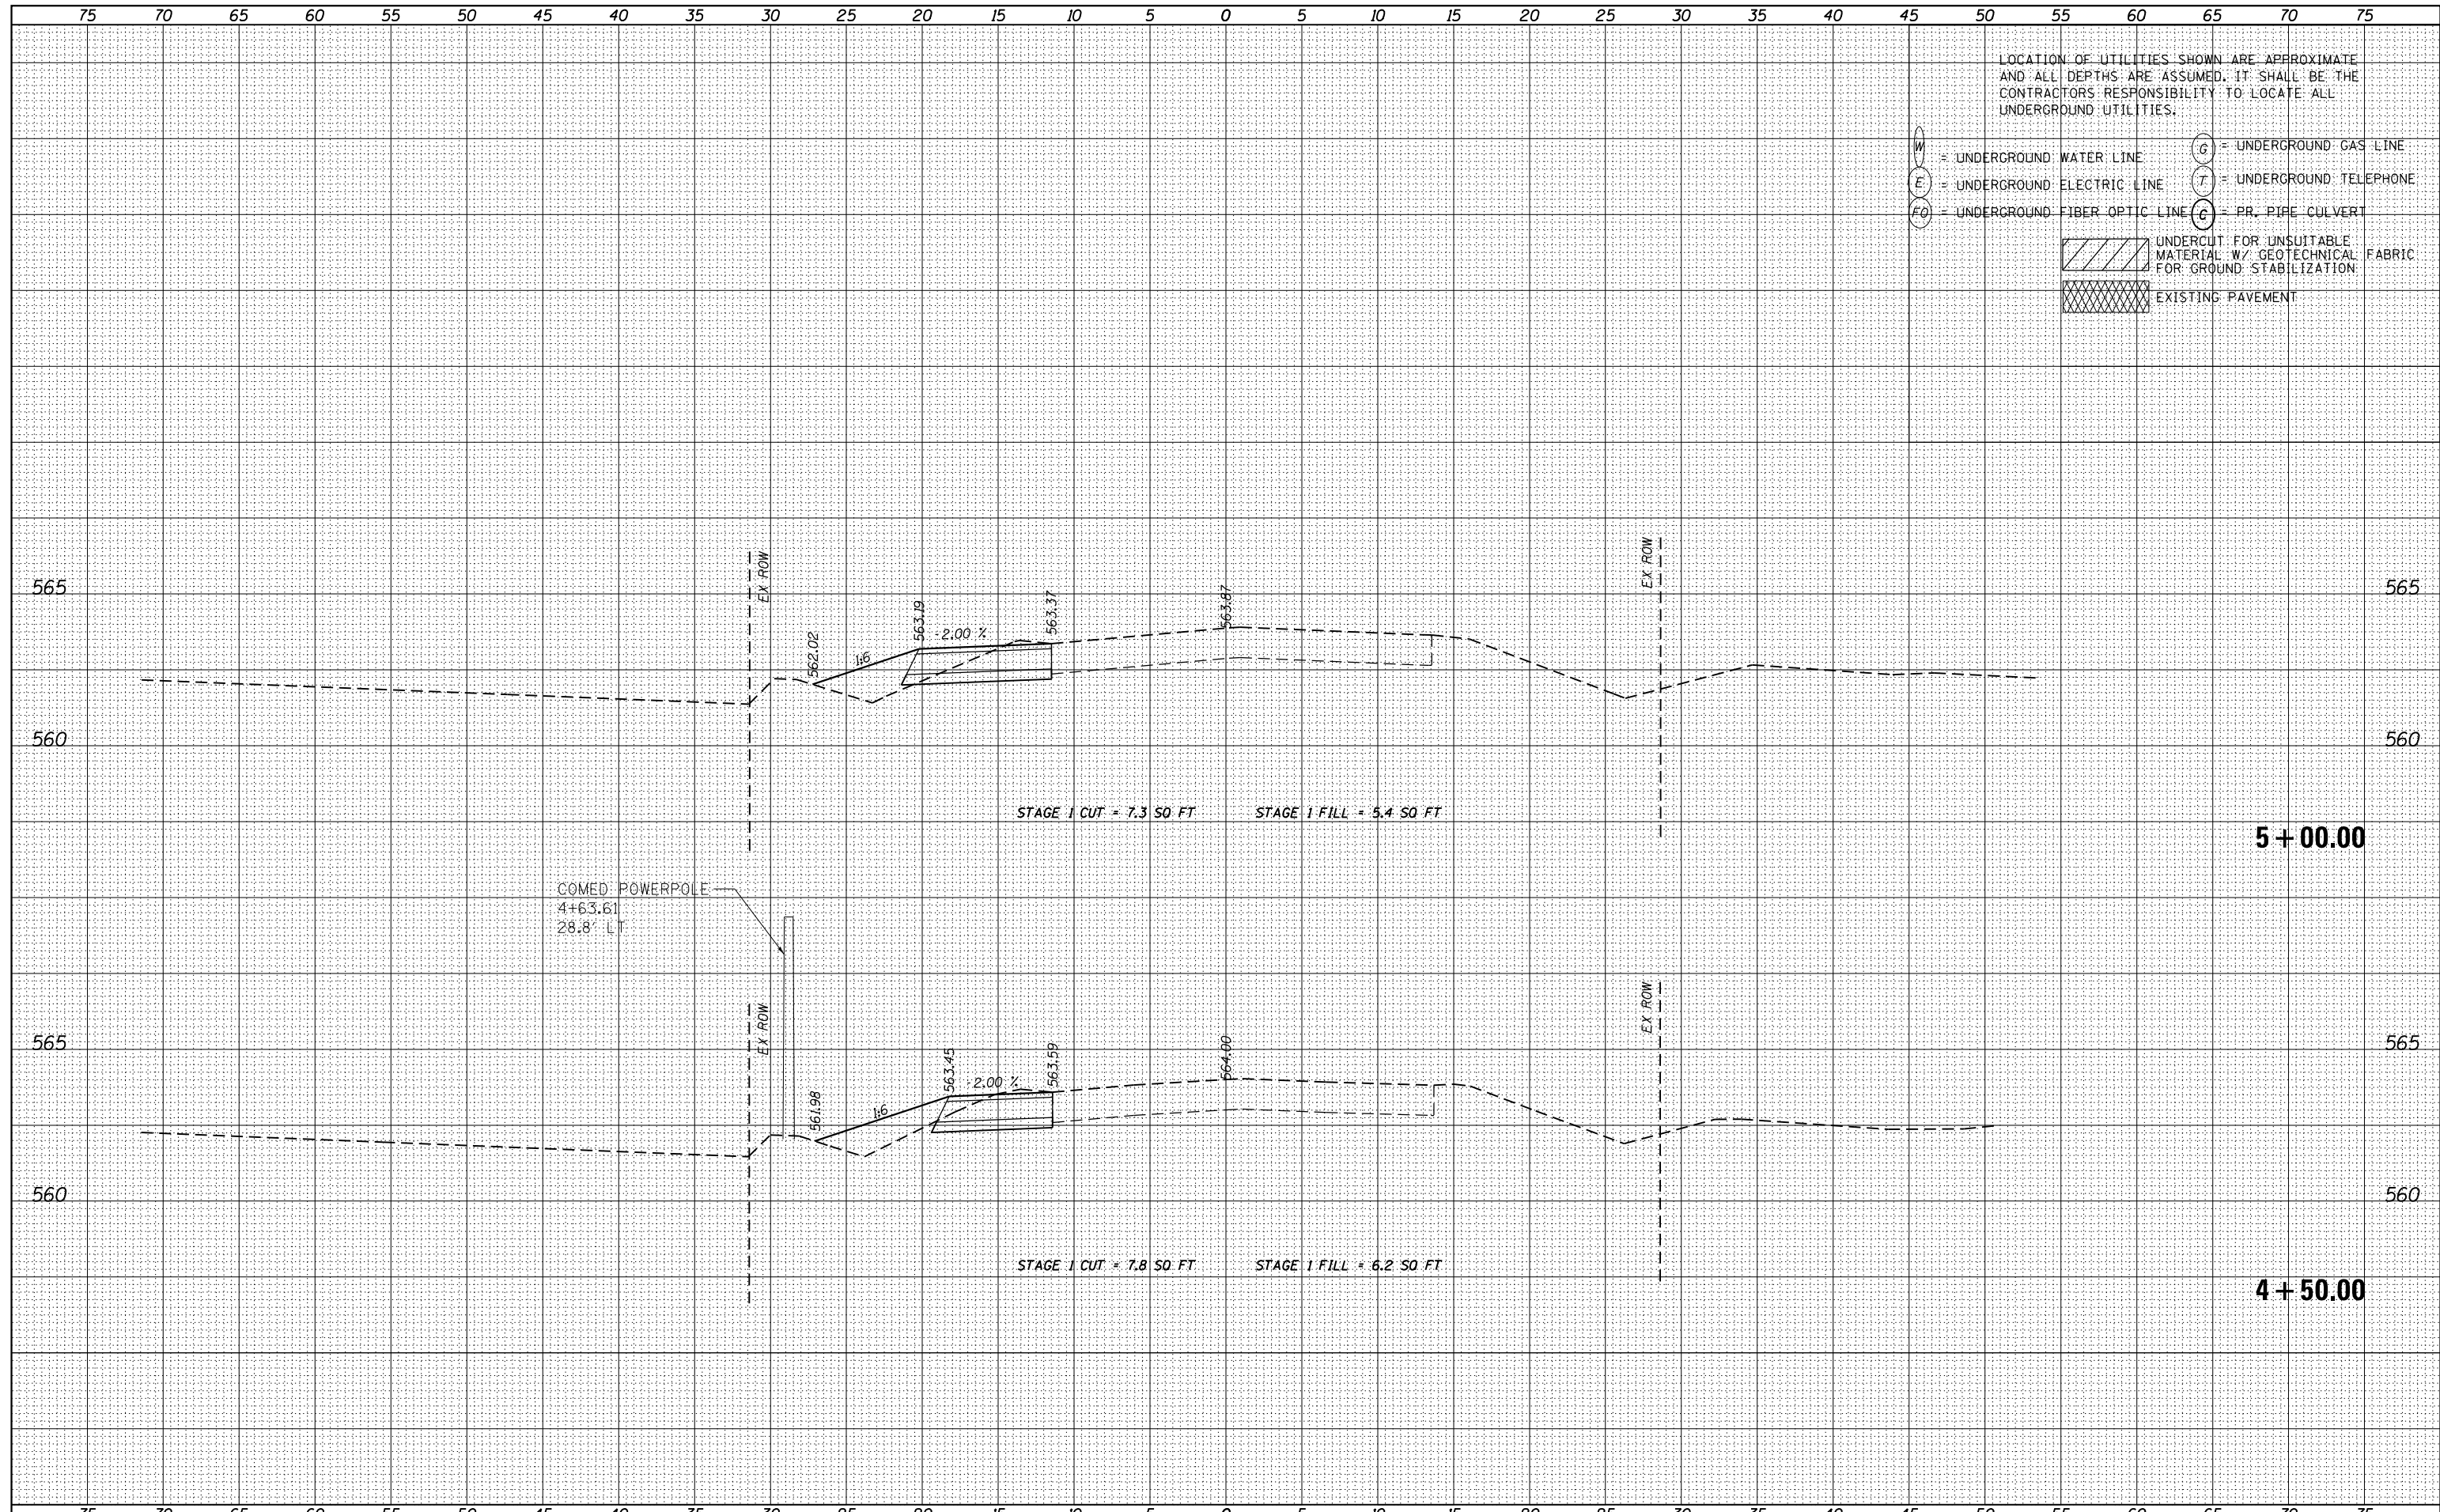 75 70 65 60 55 50 45 40 35 30 25 20 15 10 5 0 5 10 15 20 25 30 35 40 45 50 55 60 65 70 75
LOCATION OF UTILITIES SHOWN ARE APPROXIMATE
AND ALL DEPTHS ARE ASSUMED. IT SHALL BE THE
CONTRACTORS RESPONSIBILITY TO LOCATE ALL
UNDERGROUND UTILITIES.
W = UNDERGROUND WATER LINE
G = UNDERGROUND GAS LINE
E = UNDERGROUND ELECTRIC LINE
T = UNDERGROUND TELEPHONE
FO = UNDERGROUND FIBER OPTIC LINE
C = PR. PIPE CULVERT
UNDERCUT FOR UNSUITABLE
MATERIAL W/ GEOTECHNICAL FABRIC
FOR GROUND STABILIZATION
EXISTING PAVEMENT
EX ROW
EX ROW
565
565
562.02
1:6
563.19
-2.00 %
563.37
563.87
560
560
STAGE 1 CUT = 7.3 SQ FT
STAGE 1 FILL = 5.4 SQ FT
5+00.00
COMED POWERPOLE
4+63.61
28.8' LT
EX ROW
EX ROW
565
565
561.98
1:6
563.45
-2.00 %
563.59
564.00
560
560
STAGE 1 CUT = 7.8 SQ FT
STAGE 1 FILL = 6.2 SQ FT
4+50.00
75 70 65 60 55 50 45 40 35 30 25 20 15 10 5 0 5 10 15 20 25 30 35 40 45 50 55 60 65 70 75